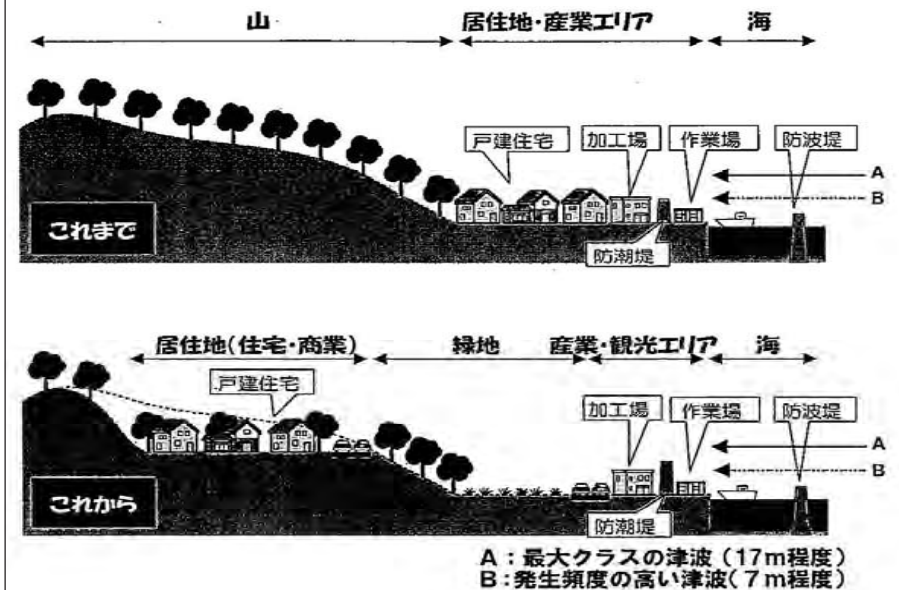 山 居住地・産業エリア 海
戸建住宅 加工場 作業場 防波堤
A
B
これまで
防潮堤
居住地(住宅・商業) 緑地 産業・観光エリア 海
戸建住宅
加工場 作業場 防波堤
A
B
これから
防潮堤
A：最大クラスの津波（17m程度）
B：発生頻度の高い津波（7m程度）